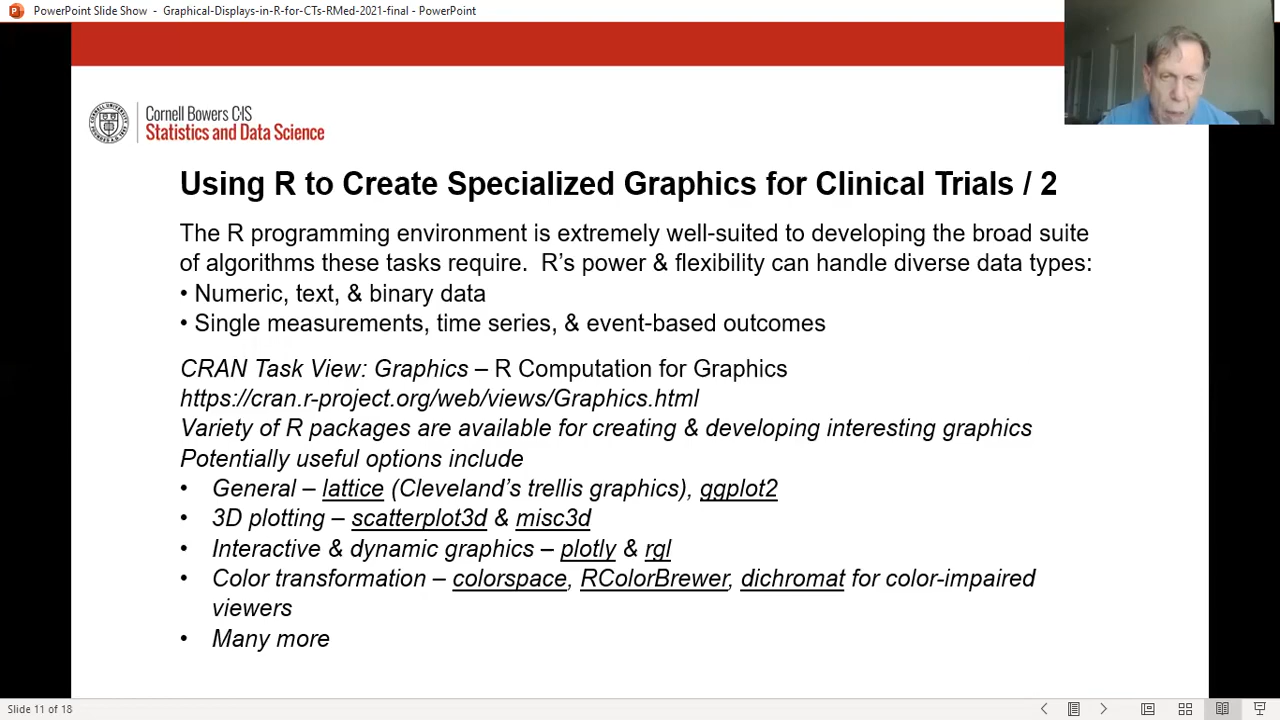 PowerPoint Slide Show - Graphical-Displays-in-R-for-CTs-RMed-2021-final - PowerPoint
Cornell Bowers C·IS
Statistics and Data Science
Using R to Create Specialized Graphics for Clinical Trials / 2
The R programming environment is extremely well-suited to developing the broad suite
of algorithms these tasks require.  R’s power & flexibility can handle diverse data types:
• Numeric, text, & binary data
• Single measurements, time series, & event-based outcomes
CRAN Task View: Graphics – R Computation for Graphics
https://cran.r-project.org/web/views/Graphics.html
Variety of R packages are available for creating & developing interesting graphics
Potentially useful options include
• General – lattice (Cleveland’s trellis graphics), ggplot2
• 3D plotting – scatterplot3d & misc3d
• Interactive & dynamic graphics – plotly & rgl
• Color transformation – colorspace, RColorBrewer, dichromat for color-impaired
viewers
• Many more
Slide 11 of 18